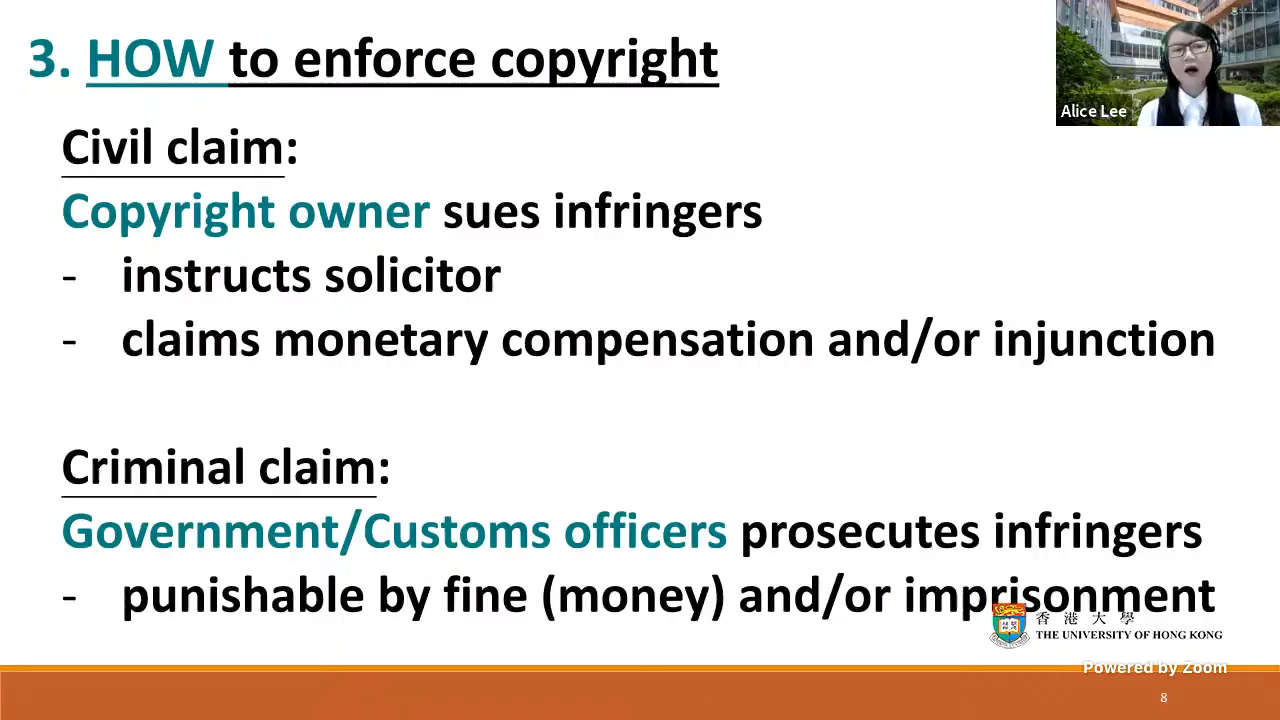 3. HOW to enforce copyright
Alice Lee
Civil claim:
Copyright owner sues infringers
- instructs solicitor
- claims monetary compensation and/or injunction
Criminal claim:
Government/Customs officers prosecutes infringers
- punishable by fine (money) and/or imprisonment
香港大學
THE UNIVERSITY OF HONG KONG
Powered by Zoom
8